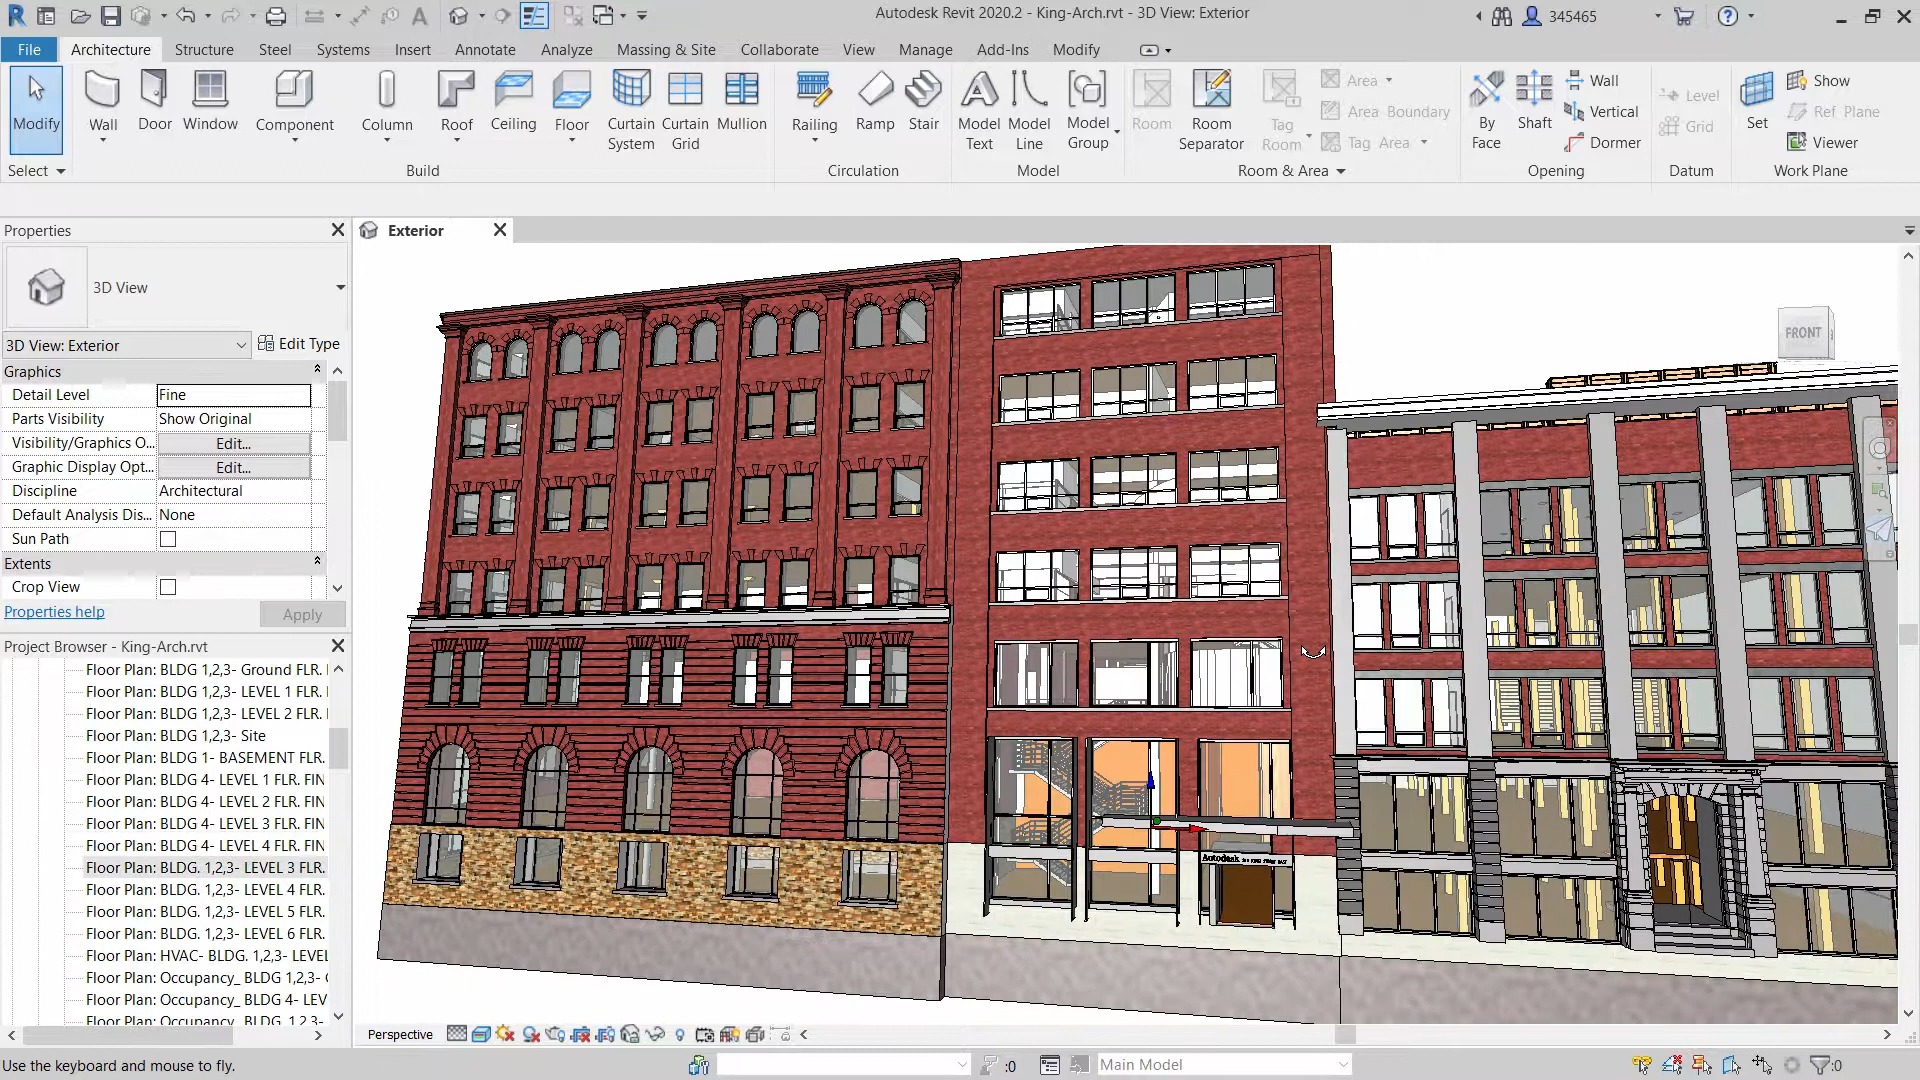 Autodesk Revit 2020.2 - King-Arch.rvt - 3D View: Exterior
345465
File Architecture Structure Steel Systems Insert Annotate Analyze Massing & Site Collaborate View Manage Add-Ins Modify
Modify
Wall
Door
Window
Component
Column
Roof
Ceiling
Floor
Curtain System
Curtain Grid
Mullion
Railing
Ramp
Stair
Model Text
Model Line
Model Group
Room
Room Separator
Tag Room
Area
Area Boundary
Tag Area
By Face
Shaft
Wall
Vertical
Dormer
Level
Grid
Set
Show
Ref Plane
Viewer
Select
Build
Circulation
Model
Room & Area
Opening
Datum
Work Plane
Properties
3D View
3D View: Exterior
Edit Type
Graphics
Detail Level Fine
Parts Visibility Show Original
Visibility/Graphics O... Edit...
Graphic Display Opt... Edit...
Discipline Architectural
Default Analysis Dis... None
Sun Path
Extents
Crop View
Properties help
Apply
Project Browser - King-Arch.rvt
Floor Plan: BLDG 1,2,3- Ground FLR.
Floor Plan: BLDG 1,2,3- LEVEL 1 FLR.
Floor Plan: BLDG 1,2,3- LEVEL 2 FLR.
Floor Plan: BLDG 1,2,3- Site
Floor Plan: BLDG 1- BASEMENT FLR.
Floor Plan: BLDG 4- LEVEL 1 FLR. FIN
Floor Plan: BLDG 4- LEVEL 2 FLR. FIN
Floor Plan: BLDG 4- LEVEL 3 FLR. FIN
Floor Plan: BLDG 4- LEVEL 4 FLR. FIN
Floor Plan: BLDG. 1,2,3- LEVEL 3 FLR.
Floor Plan: BLDG. 1,2,3- LEVEL 4 FLR.
Floor Plan: BLDG. 1,2,3- LEVEL 5 FLR.
Floor Plan: BLDG. 1,2,3- LEVEL 6 FLR.
Floor Plan: HVAC- BLDG. 1,2,3- LEVEL
Floor Plan: Occupancy_ BLDG 1,2,3-
Floor Plan: Occupancy_ BLDG 4- LEV
Floor Plan: Occupancy_ BLDG. 1,2,3-
Exterior
FRONT
Autodesk
Perspective
Use the keyboard and mouse to fly.
:0
Main Model
:0